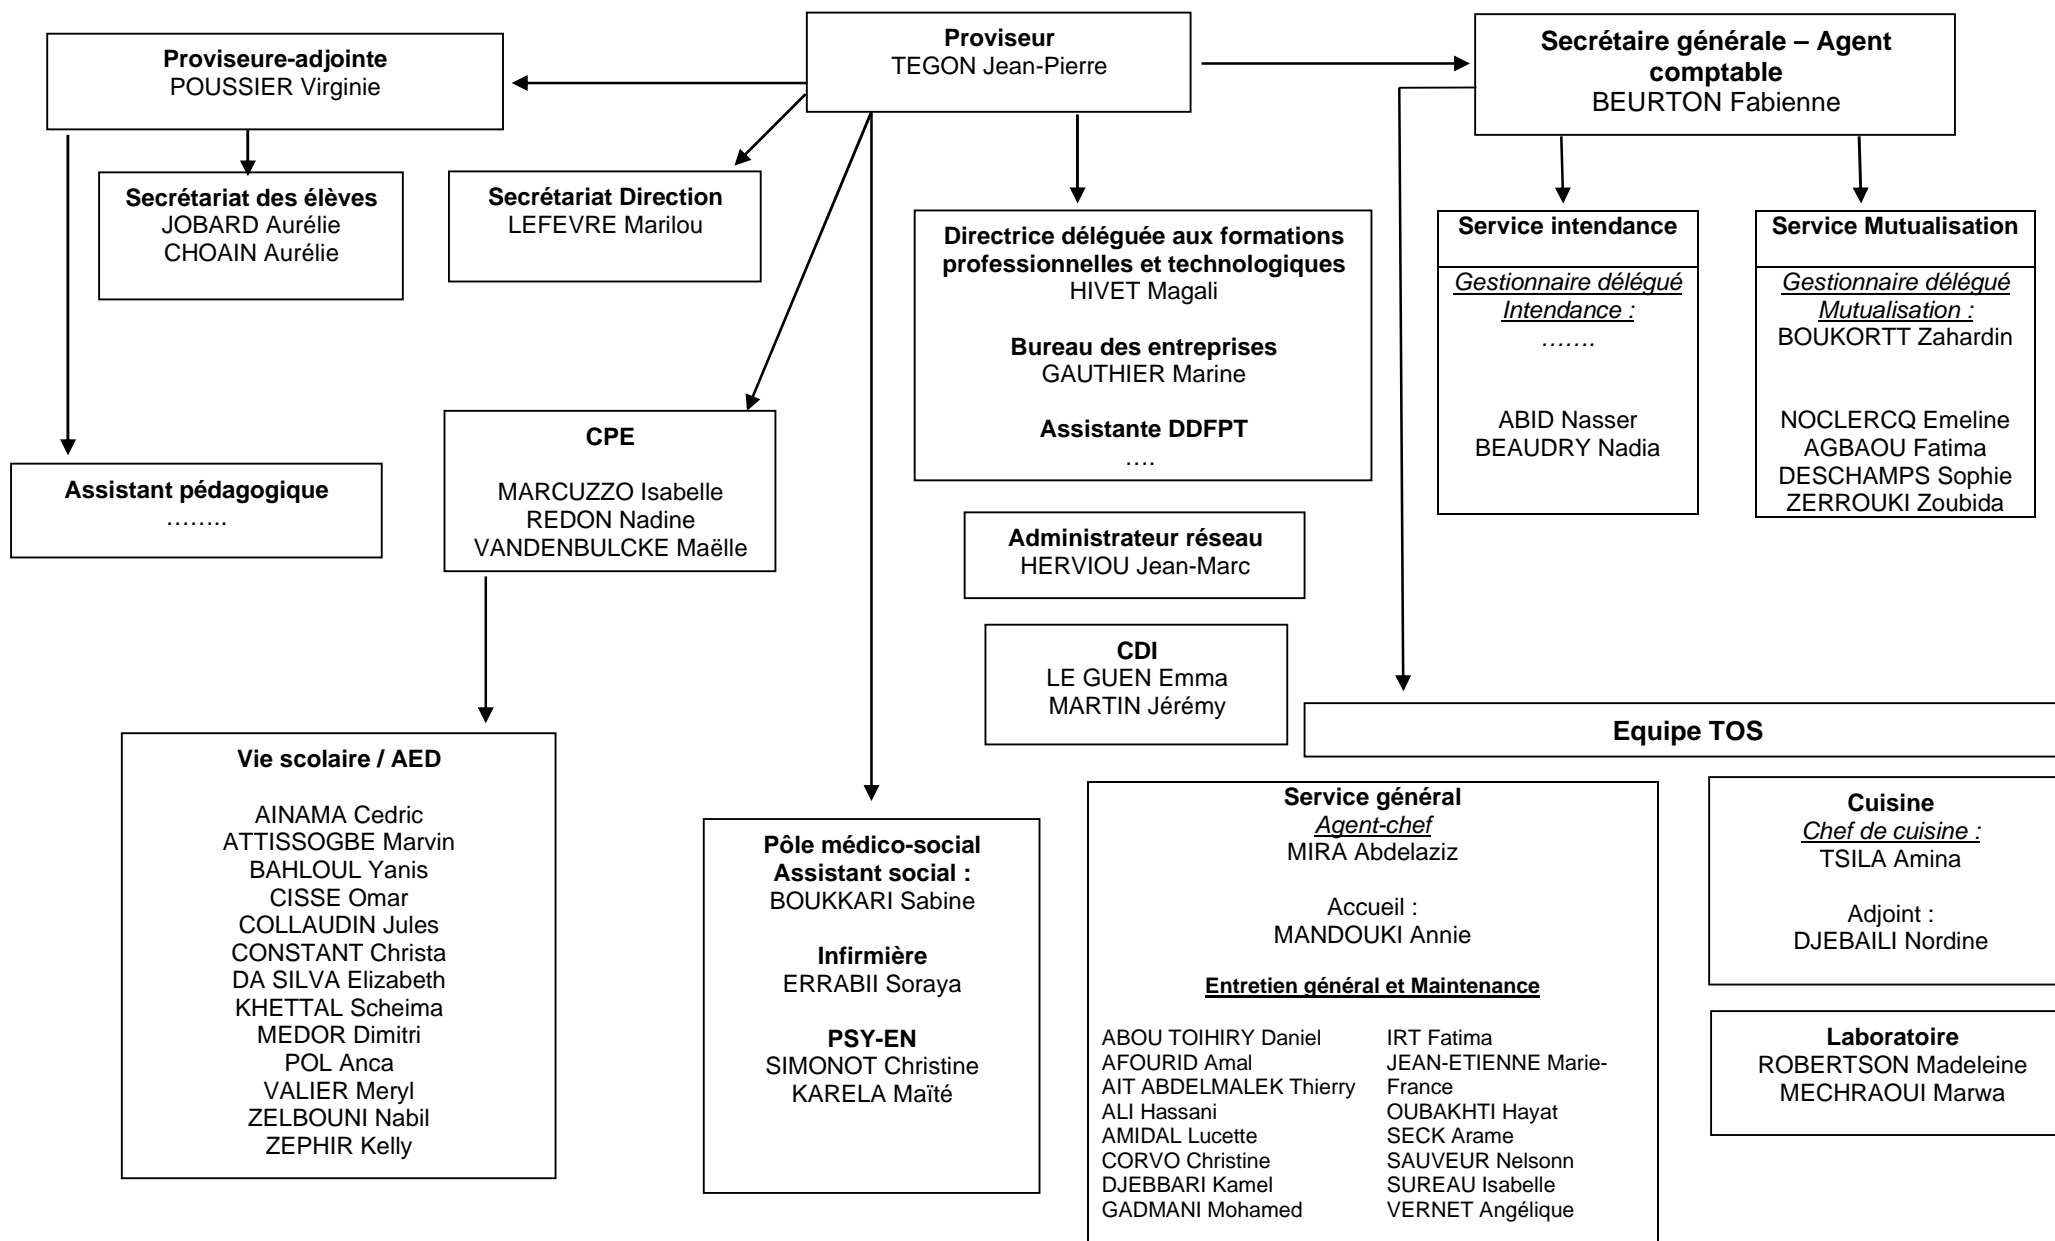 Proviseure-adjointe
POUSSIER Virginie
Proviseur
TEGON Jean-Pierre
Secrétaire générale – Agent
comptable
BEURTON Fabienne
Secrétariat des élèves
JOBARD Aurélie
CHOAIN Aurélie
Secrétariat Direction
LEFEVRE Marilou
Directrice déléguée aux formations
professionnelles et technologiques
HIVET Magali
Bureau des entreprises
GAUTHIER Marine
Assistante DDFPT
….
Service intendance
Gestionnaire délégué
Intendance :
…….
ABID Nasser
BEAUDRY Nadia
Service Mutualisation
Gestionnaire délégué
Mutualisation :
BOUKORTT Zahardin
NOCLERCQ Emeline
AGBAOU Fatima
DESCHAMPS Sophie
ZERROUKI Zoubida
Assistant pédagogique
……..
CPE
MARCUZZO Isabelle
REDON Nadine
VANDENBULCKE Maëlle
Administrateur réseau
HERVIOU Jean-Marc
CDI
LE GUEN Emma
MARTIN Jérémy
Equipe TOS
Vie scolaire / AED
AINAMA Cedric
ATTISSOGBE Marvin
BAHLOUL Yanis
CISSE Omar
COLLAUDIN Jules
CONSTANT Christa
DA SILVA Elizabeth
KHETTAL Scheima
MEDOR Dimitri
POL Anca
VALIER Meryl
ZELBOUNI Nabil
ZEPHIR Kelly
Pôle médico-social
Assistant social :
BOUKKARI Sabine
Infirmière
ERRABII Soraya
PSY-EN
SIMONOT Christine
KARELA Maïté
Service général
Agent-chef
MIRA Abdelaziz
Accueil :
MANDOUKI Annie
Entretien général et Maintenance
ABOU TOIHIRY Daniel
AFOURID Amal
AIT ABDELMALEK Thierry
ALI Hassani
AMIDAL Lucette
CORVO Christine
DJEBBARI Kamel
GADMANI Mohamed
IRT Fatima
JEAN-ETIENNE Marie-
France
OUBAKHTI Hayat
SECK Arame
SAUVEUR Nelsonn
SUREAU Isabelle
VERNET Angélique
Cuisine
Chef de cuisine :
TSILA Amina
Adjoint :
DJEBAILI Nordine
Laboratoire
ROBERTSON Madeleine
MECHRAOUI Marwa